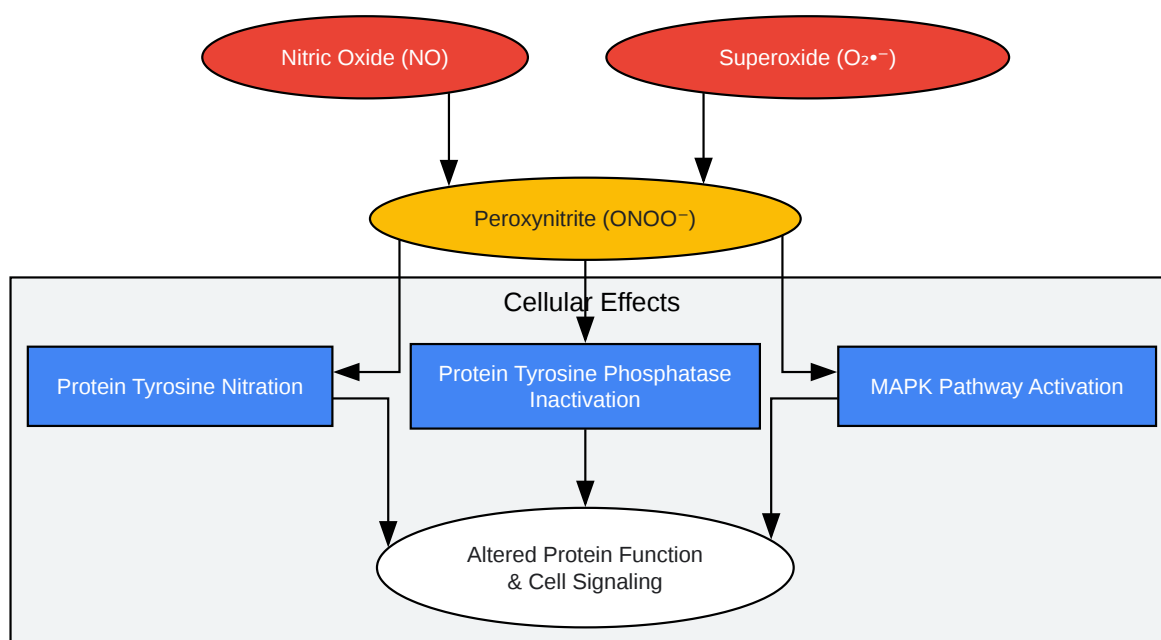 Nitric Oxide (NO)
Superoxide (O₂•⁻)
Peroxynitrite (ONOO⁻)
Cellular Effects
Protein Tyrosine Nitration
Protein Tyrosine Phosphatase
Inactivation
MAPK Pathway Activation
Altered Protein Function
& Cell Signaling